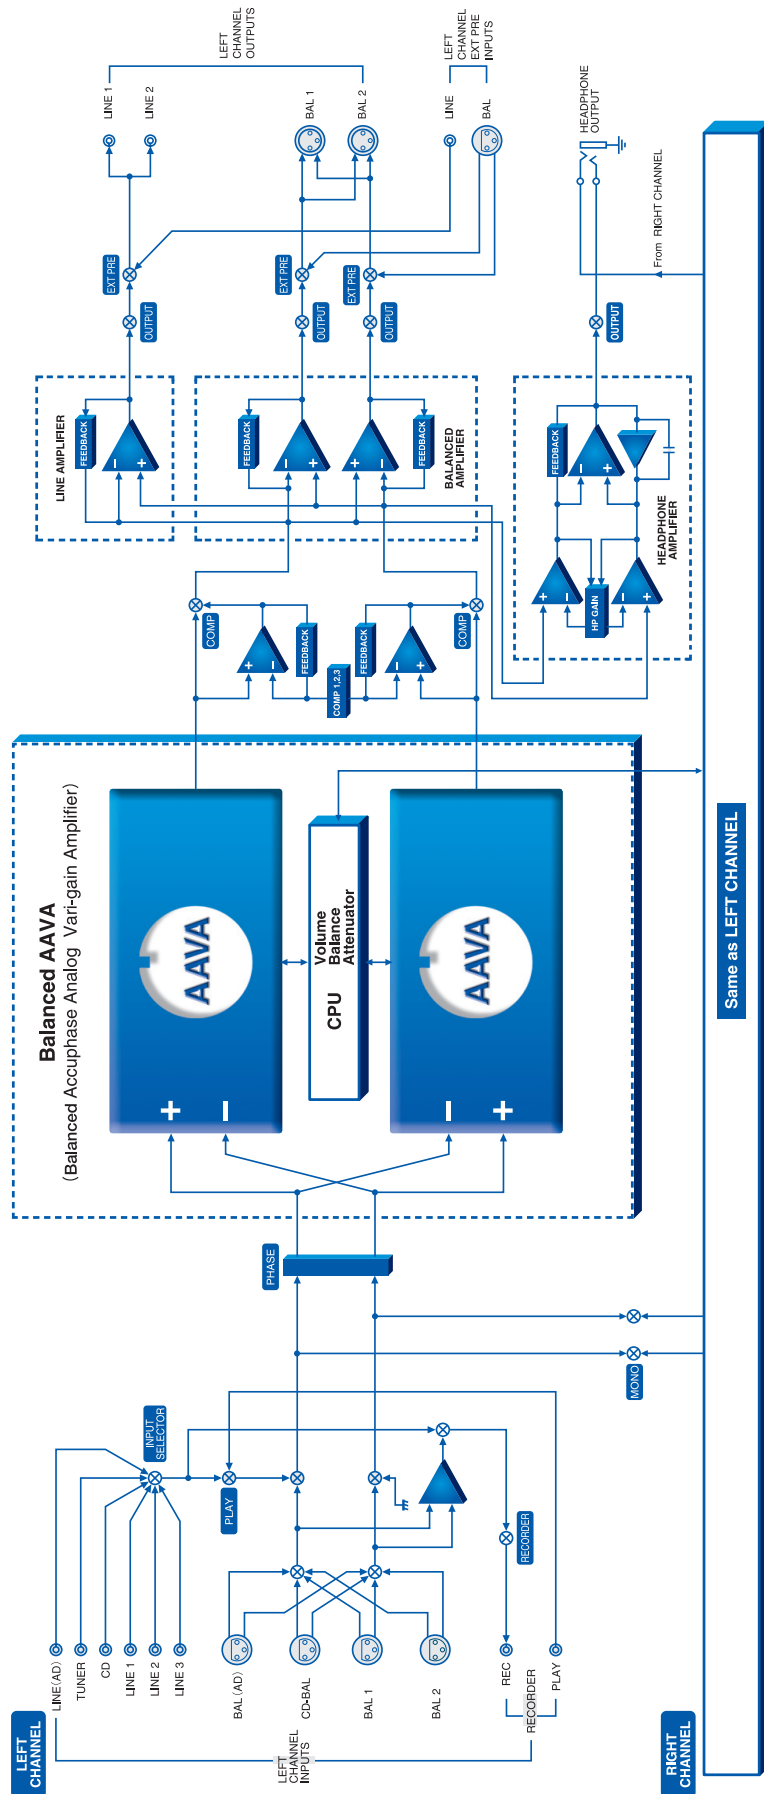 LEFT
CHANNEL
LEFT
CHANNEL
INPUTS
LINE(AD)
TUNER
CD
LINE 1
LINE 2
LINE 3
BAL(AD)
CD-BAL
BAL 1
BAL 2
REC
RECORDER
PLAY
INPUT
SELECTOR
PLAY
RECORDER
MONO
PHASE
Balanced AAVA
(Balanced Accuphase Analog Vari-gain Amplifier)
+
−
AAVA
CPU
Volume
Balance
Attenuator
−
+
AAVA
COMP
+
−
FEEDBACK
COMP 1,2,3
FEEDBACK
−
+
COMP
LINE AMPLIFIER
FEEDBACK
−
+
FEEDBACK
−
+
+
−
FEEDBACK
BALANCED
AMPLIFIER
+
−
HP GAIN
−
+
FEEDBACK
−
+
HEADPHONE
AMPLIFIER
OUTPUT
EXT PRE
OUTPUT
EXT PRE
OUTPUT
EXT PRE
OUTPUT
LINE 1
LINE 2
BAL 1
BAL 2
LEFT
CHANNEL
OUTPUTS
LINE
BAL
LEFT
CHANNEL
EXT PRE
INPUTS
HEADPHONE
OUTPUT
From RIGHT CHANNEL
RIGHT
CHANNEL
Same as LEFT CHANNEL